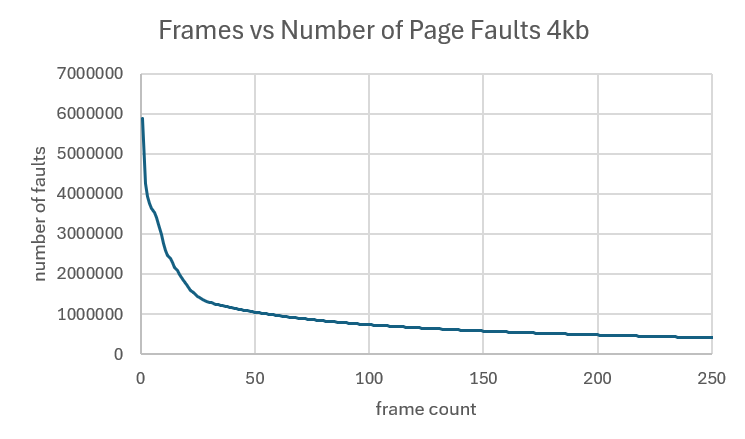 Frames vs Number of Page Faults 4kb
7000000
6000000
5000000
4000000
3000000
2000000
1000000
0
number of faults
0 50 100 150 200 250
frame count